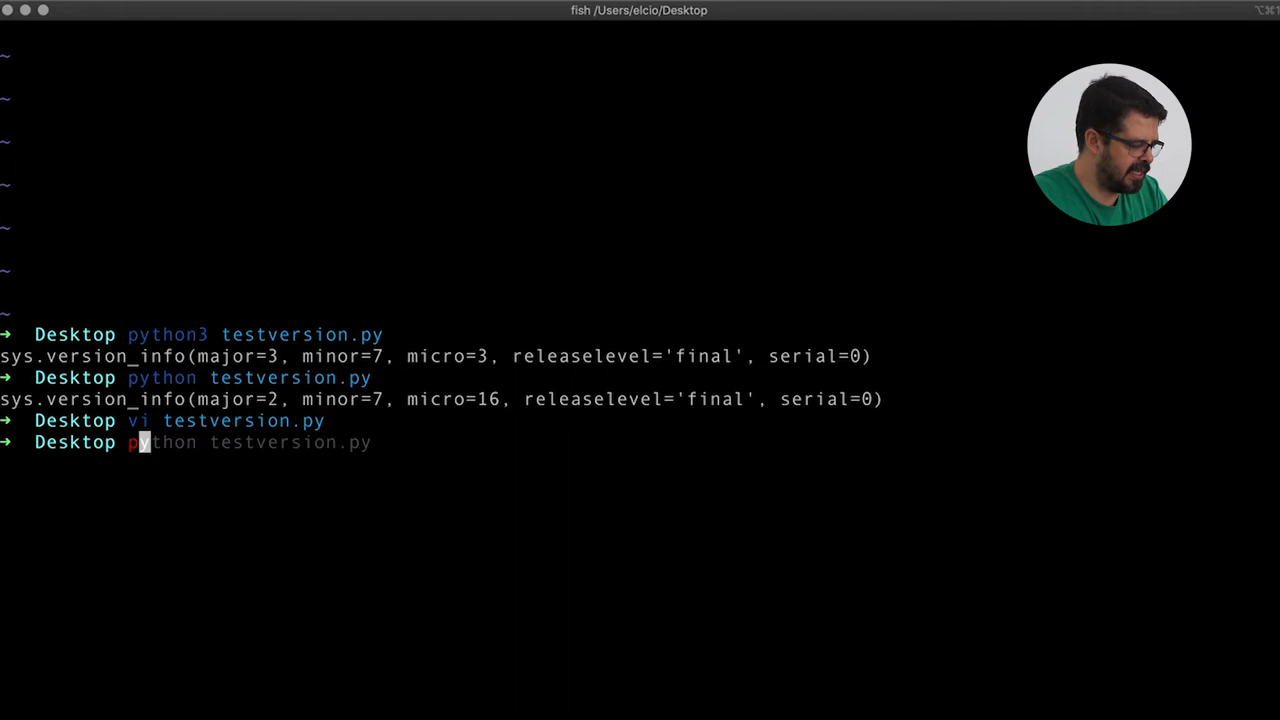 fish /Users/elcio/Desktop
⌥⌘1
~
~
~
~
~
~
~
→ Desktop python3 testversion.py
sys.version_info(major=3, minor=7, micro=3, releaselevel='final', serial=0)
→ Desktop python testversion.py
sys.version_info(major=2, minor=7, micro=16, releaselevel='final', serial=0)
→ Desktop vi testversion.py
→ Desktop python testversion.py